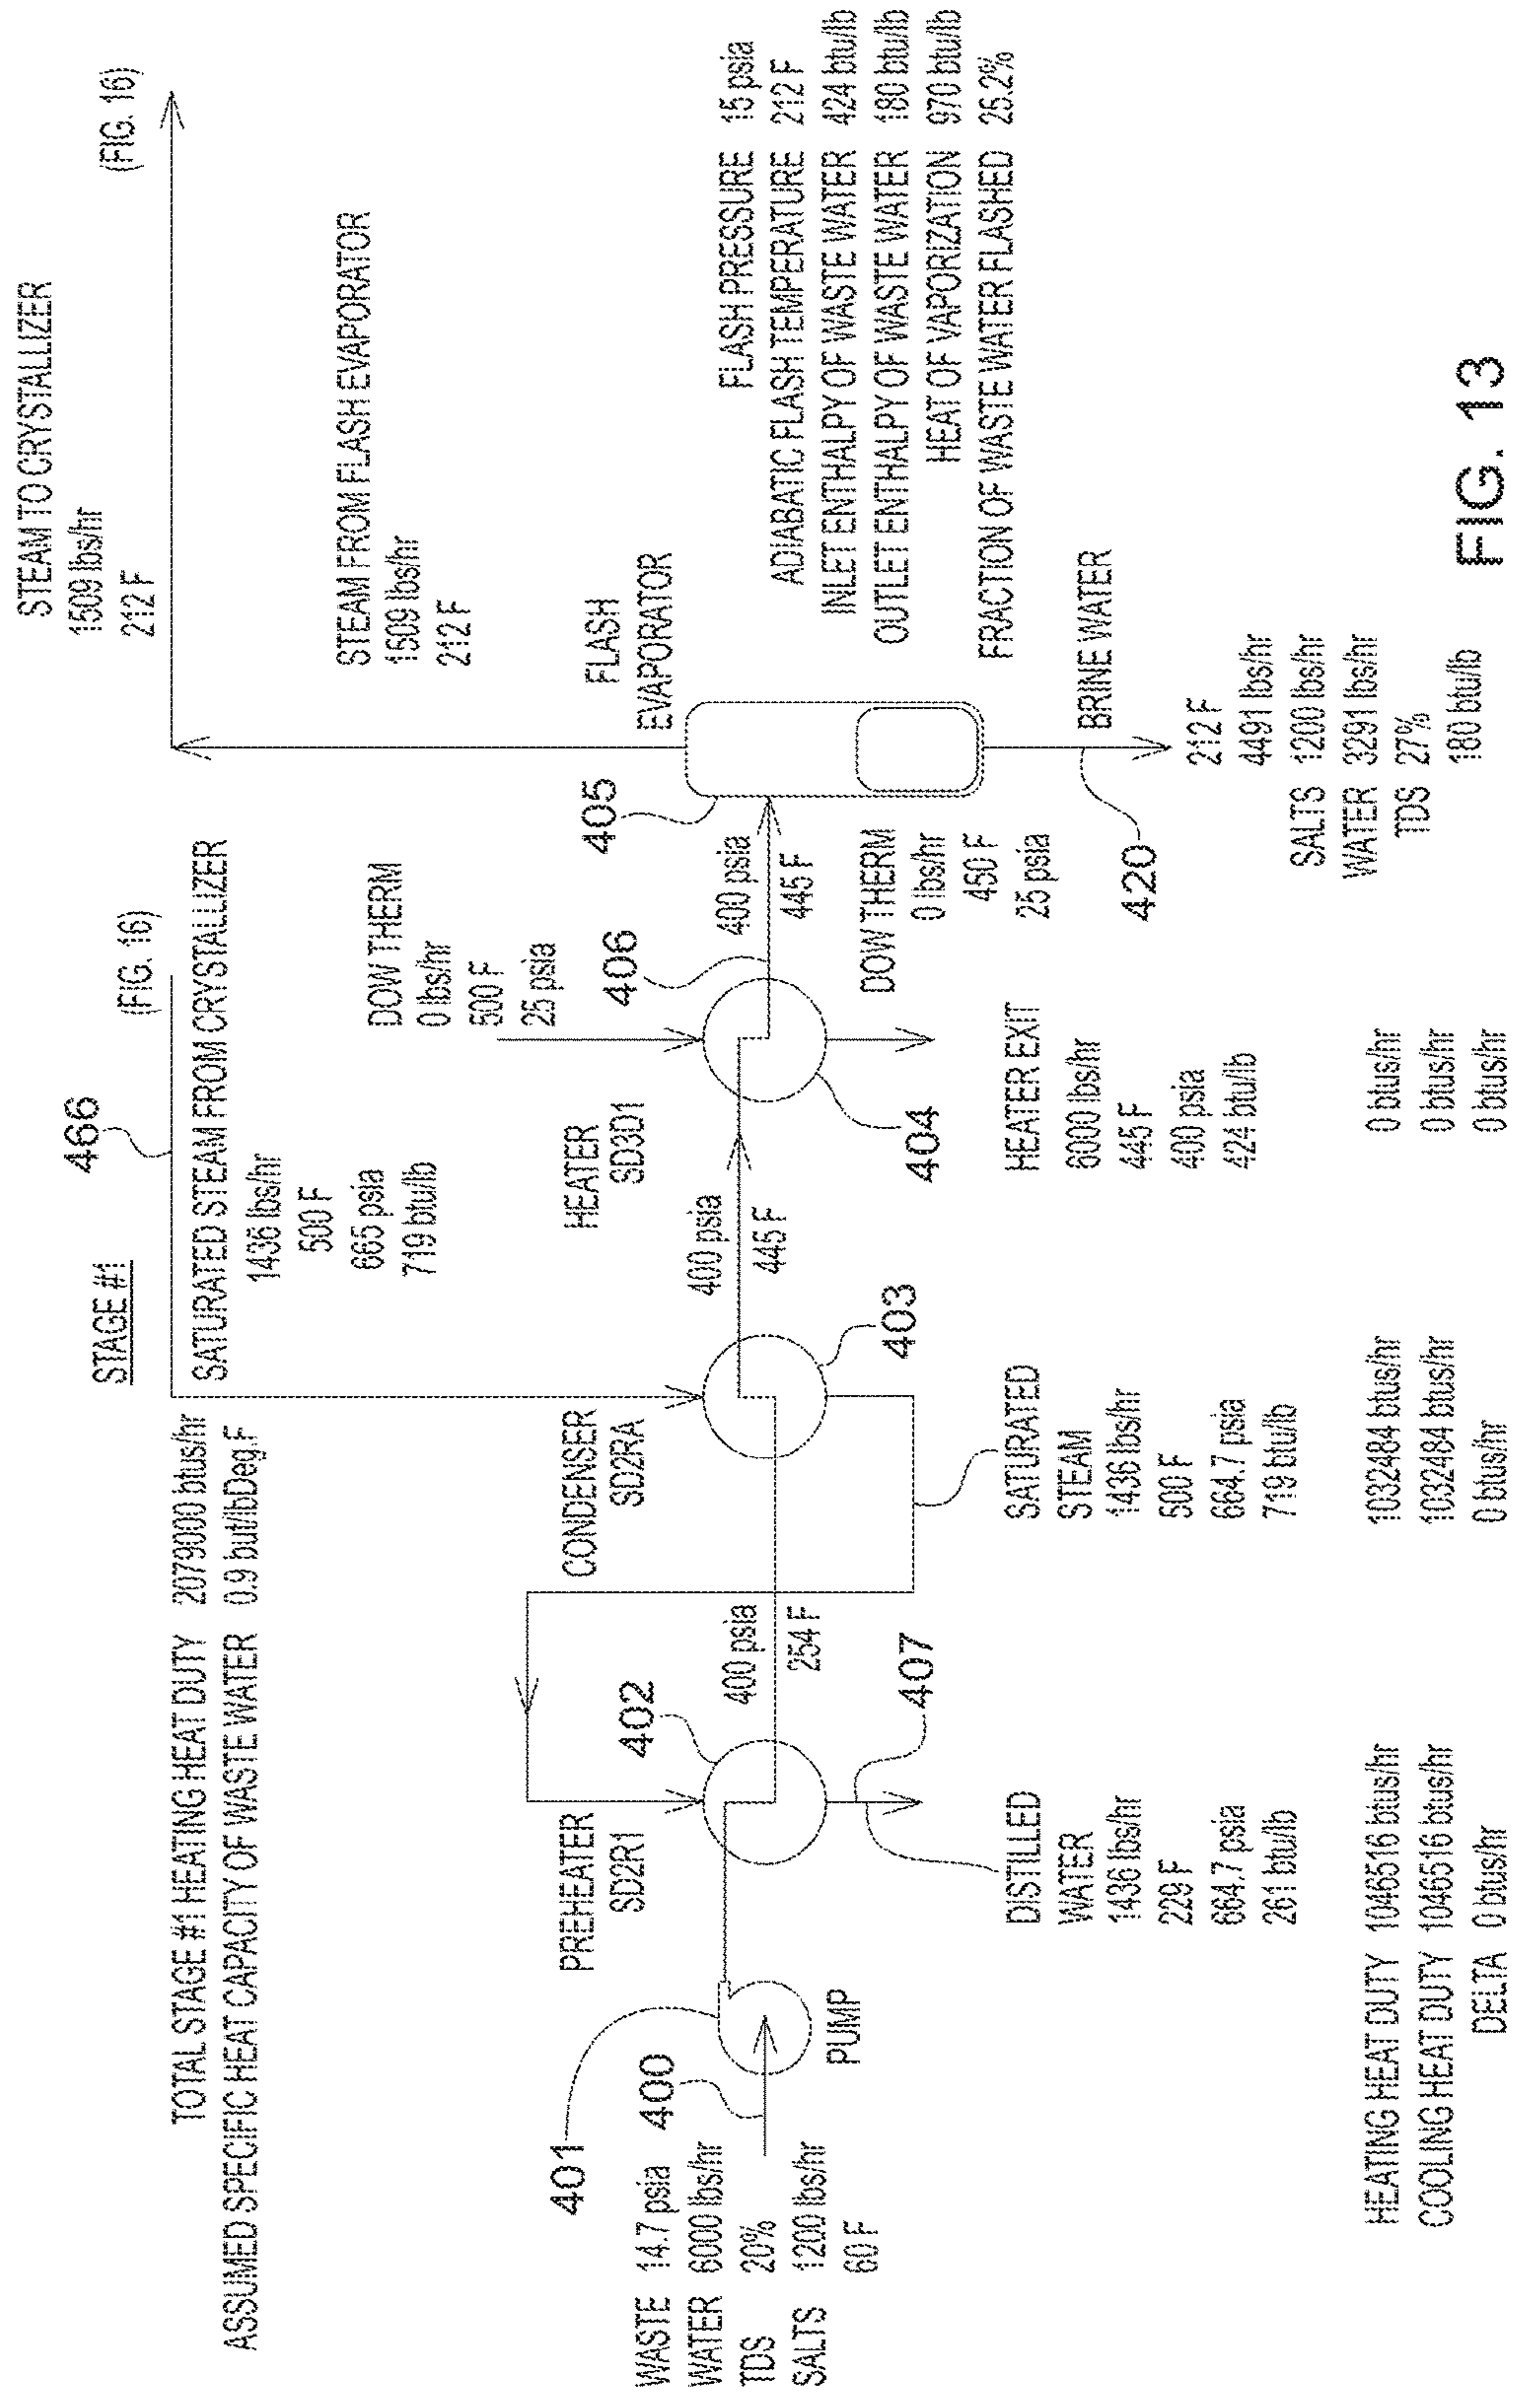 STAGE #1
TOTAL STAGE #1 HEATING HEAT DUTY 2079000 btus/hr
ASSUMED SPECIFIC HEAT CAPACITY OF WASTE WATER 0.9 but/lbDeg.F
466
(FIG. 16)
SATURATED STEAM FROM CRYSTALLIZER
1436 lbs/hr
500 F
665 psia
719 btu/lb
STEAM TO CRYSTALLIZER
1509 lbs/hr
212 F
(FIG. 16)
STEAM FROM FLASH EVAPORATOR
1509 lbs/hr
212 F
WASTE 14.7 psia
WATER 6000 lbs/hr
TDS 20%
SALTS 1200 lbs/hr
60 F
400
401
PUMP
PREHEATER
SD2R1
402
400 psia
254 F
407
CONDENSER
SD2RA
403
400 psia
445 F
HEATER
SD3D1
DOW THERM
0 lbs/hr
500 F
25 psia
406
404
400 psia
445 F
405
FLASH
EVAPORATOR
DOW THERM
0 lbs/hr
450 F
25 psia
FLASH PRESSURE 15 psia
ADIABATIC FLASH TEMPERATURE 212 F
INLET ENTHALPY OF WASTE WATER 424 btu/lb
OUTLET ENTHALPY OF WASTE WATER 180 btu/lb
HEAT OF VAPORIZATION 970 btu/lb
FRACTION OF WASTE WATER FLASHED 25.2%
420
BRINE WATER
212 F
4491 lbs/hr
SALTS 1200 lbs/hr
WATER 3291 lbs/hr
TDS 27%
180 btu/lb
DISTILLED
WATER
1436 lbs/hr
229 F
664.7 psia
261 btu/lb
SATURATED
STEAM
1436 lbs/hr
500 F
664.7 psia
719 btu/lb
HEATER EXIT
6000 lbs/hr
445 F
400 psia
424 btu/lb
HEATING HEAT DUTY 1046516 btus/hr 1032484 btus/hr 0 btus/hr
COOLING HEAT DUTY 1046516 btus/hr 1032484 btus/hr 0 btus/hr
DELTA 0 btus/hr 0 btus/hr 0 btus/hr
FIG. 13